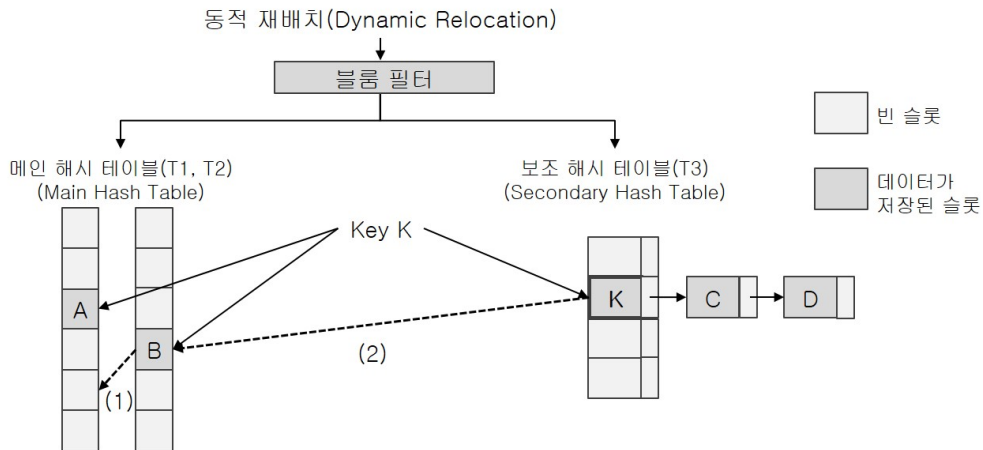 동적 재배치(Dynamic Relocation)
블룸 필터
빈 슬롯
메인 해시 테이블(T1, T2)
(Main Hash Table)
보조 해시 테이블(T3)
(Secondary Hash Table)
데이터가
저장된 슬롯
Key K
A
B
K
C
D
(1)
(2)